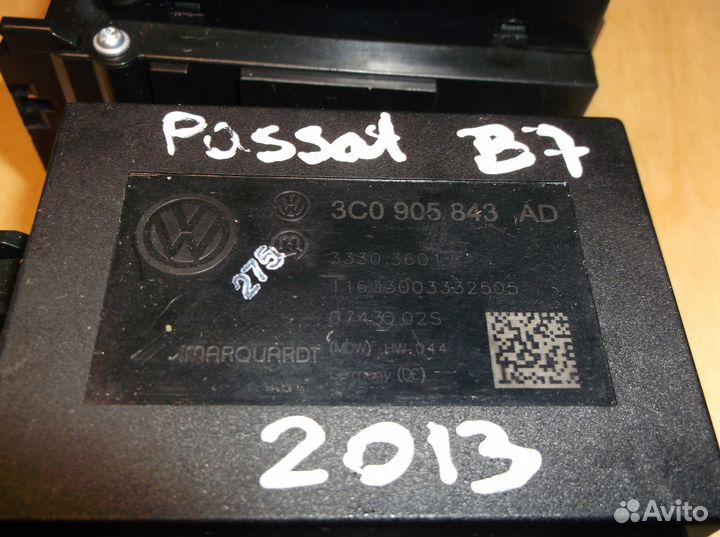 Passat B7
3C0 905 843 AD
3330.3601
275
11603003332505
07430 02S
MARQUARDT
(MDW) HW.044
Germany (DE)
2013
Avito